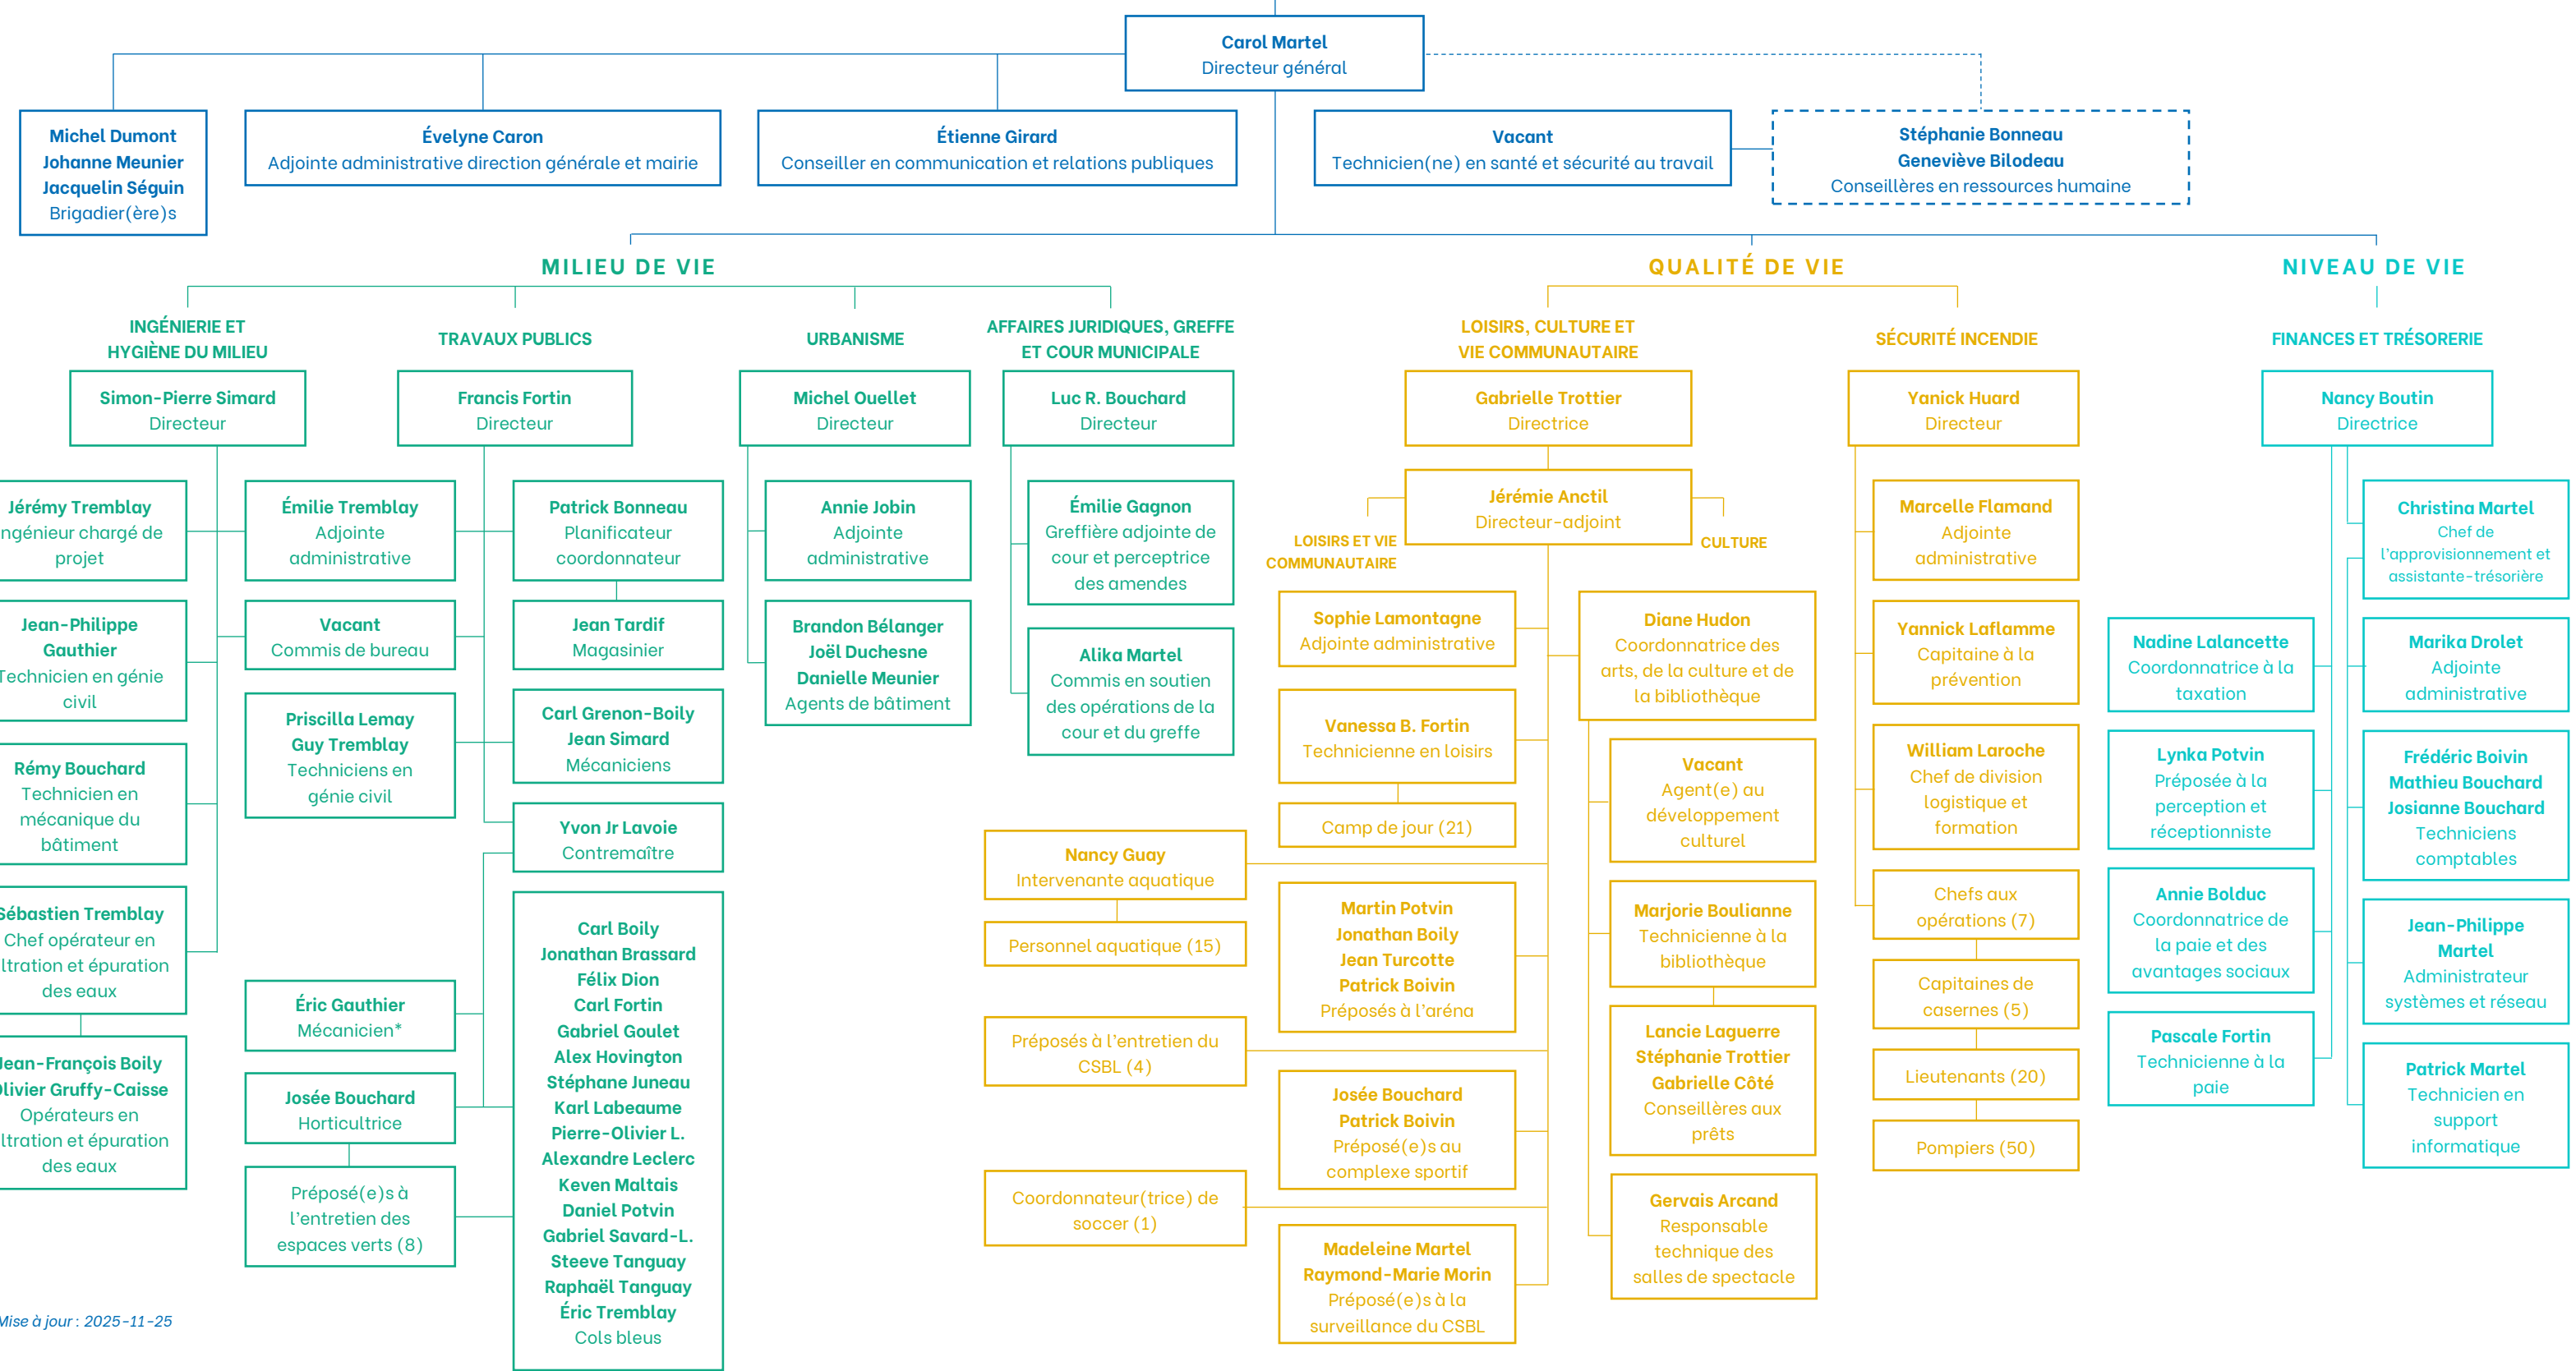 Carol Martel
Directeur général
Michel Dumont
Johanne Meunier
Jacquelin Séguin
Brigadier(ère)s
Évelyne Caron
Adjointe administrative direction générale et mairie
Étienne Girard
Conseiller en communication et relations publiques
Vacant
Technicien(ne) en santé et sécurité au travail
Stéphanie Bonneau
Geneviève Bilodeau
Conseillères en ressources humaine
MILIEU DE VIE
INGÉNIERIE ET
HYGIÈNE DU MILIEU
Simon-Pierre Simard
Directeur
Jérémy Tremblay
ngénieur chargé de
projet
Jean-Philippe
Gauthier
Technicien en génie
civil
Rémy Bouchard
Technicien en
mécanique du
bâtiment
Sébastien Tremblay
Chef opérateur en
ltration et épuration
des eaux
Jean-François Boily
Olivier Gruffy-Caisse
Opérateurs en
ltration et épuration
des eaux
TRAVAUX PUBLICS
Francis Fortin
Directeur
Émilie Tremblay
Adjointe
administrative
Vacant
Commis de bureau
Priscilla Lemay
Guy Tremblay
Techniciens en
génie civil
Patrick Bonneau
Planificateur
coordonnateur
Jean Tardif
Magasinier
Carl Grenon-Boily
Jean Simard
Mécaniciens
Yvon Jr Lavoie
Contremaître
Éric Gauthier
Mécanicien*
Josée Bouchard
Horticultrice
Préposé(e)s à
l'entretien des
espaces verts (8)
Carl Boily
Jonathan Brassard
Félix Dion
Carl Fortin
Gabriel Goulet
Alex Hovington
Stéphane Juneau
Karl Labeaume
Pierre-Olivier L.
Alexandre Leclerc
Keven Maltais
Daniel Potvin
Gabriel Savard-L.
Steeve Tanguay
Raphaël Tanguay
Éric Tremblay
Cols bleus
URBANISME
Michel Ouellet
Directeur
Annie Jobin
Adjointe
administrative
Brandon Bélanger
Joël Duchesne
Danielle Meunier
Agents de bâtiment
AFFAIRES JURIDIQUES, GREFFE
ET COUR MUNICIPALE
Luc R. Bouchard
Directeur
Émilie Gagnon
Greffière adjointe de
cour et perceptrice
des amendes
Alika Martel
Commis en soutien
des opérations de la
cour et du greffe
QUALITÉ DE VIE
LOISIRS, CULTURE ET
VIE COMMUNAUTAIRE
Gabrielle Trottier
Directrice
Jérémie Anctil
Directeur-adjoint
LOISIRS ET VIE
COMMUNAUTAIRE
Sophie Lamontagne
Adjointe administrative
Vanessa B. Fortin
Technicienne en loisirs
Camp de jour (21)
Nancy Guay
Intervenante aquatique
Personnel aquatique (15)
Martin Potvin
Jonathan Boily
Jean Turcotte
Patrick Boivin
Préposés à l'aréna
Préposés à l'entretien du
CSBL (4)
Josée Bouchard
Patrick Boivin
Préposé(e)s au
complexe sportif
Coordonnateur(trice) de
soccer (1)
Madeleine Martel
Raymond-Marie Morin
Préposé(e)s à la
surveillance du CSBL
CULTURE
Diane Hudon
Coordonnatrice des
arts, de la culture et de
la bibliothèque
Vacant
Agent(e) au
développement
culturel
Marjorie Boulianne
Technicienne à la
bibliothèque
Lancie Laguerre
Stéphanie Trottier
Gabrielle Côté
Conseillères aux
prêts
Gervais Arcand
Responsable
technique des
salles de spectacle
SÉCURITÉ INCENDIE
Yanick Huard
Directeur
Marcelle Flamand
Adjointe
administrative
Yannick Laflamme
Capitaine à la
prévention
William Laroche
Chef de division
logistique et
formation
Chefs aux
opérations (7)
Capitaines de
casernes (5)
Lieutenants (20)
Pompiers (50)
NIVEAU DE VIE
FINANCES ET TRÉSORERIE
Nancy Boutin
Directrice
Nadine Lalancette
Coordonnatrice à la
taxation
Lynka Potvin
Préposée à la
perception et
réceptionniste
Annie Bolduc
Coordonnatrice de
la paie et des
avantages sociaux
Pascale Fortin
Technicienne à la
paie
Christina Martel
Chef de
l'approvisionnement et
assistante-trésorière
Marika Drolet
Adjointe
administrative
Frédéric Boivin
Mathieu Bouchard
Josianne Bouchard
Techniciens
comptables
Jean-Philippe
Martel
Administrateur
systèmes et réseau
Patrick Martel
Technicien en
support
informatique
Mise à jour : 2025-11-25